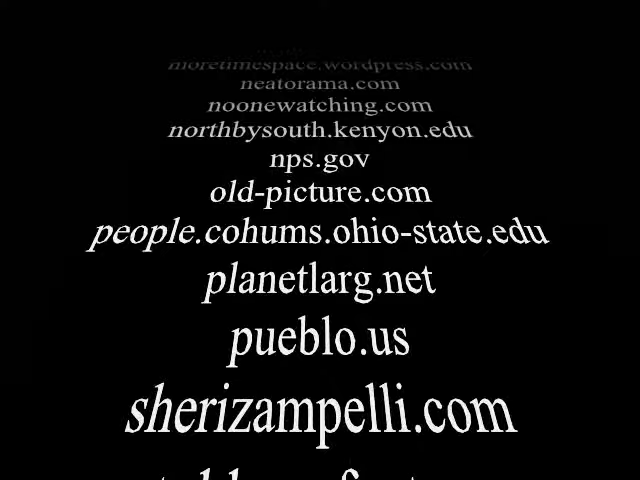 moretimespace.wordpress.com
neatorama.com
noonewatching.com
northbysouth.kenyon.edu
nps.gov
old-picture.com
people.cohums.ohio-state.edu
planetlarg.net
pueblo.us
sherizampelli.com